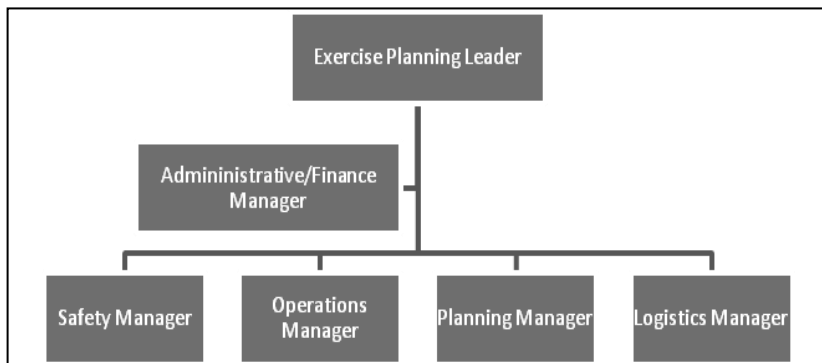 Exercise Planning Leader
Admininistrative/Finance
Manager
Safety Manager
Operations
Manager
Planning Manager
Logistics Manager